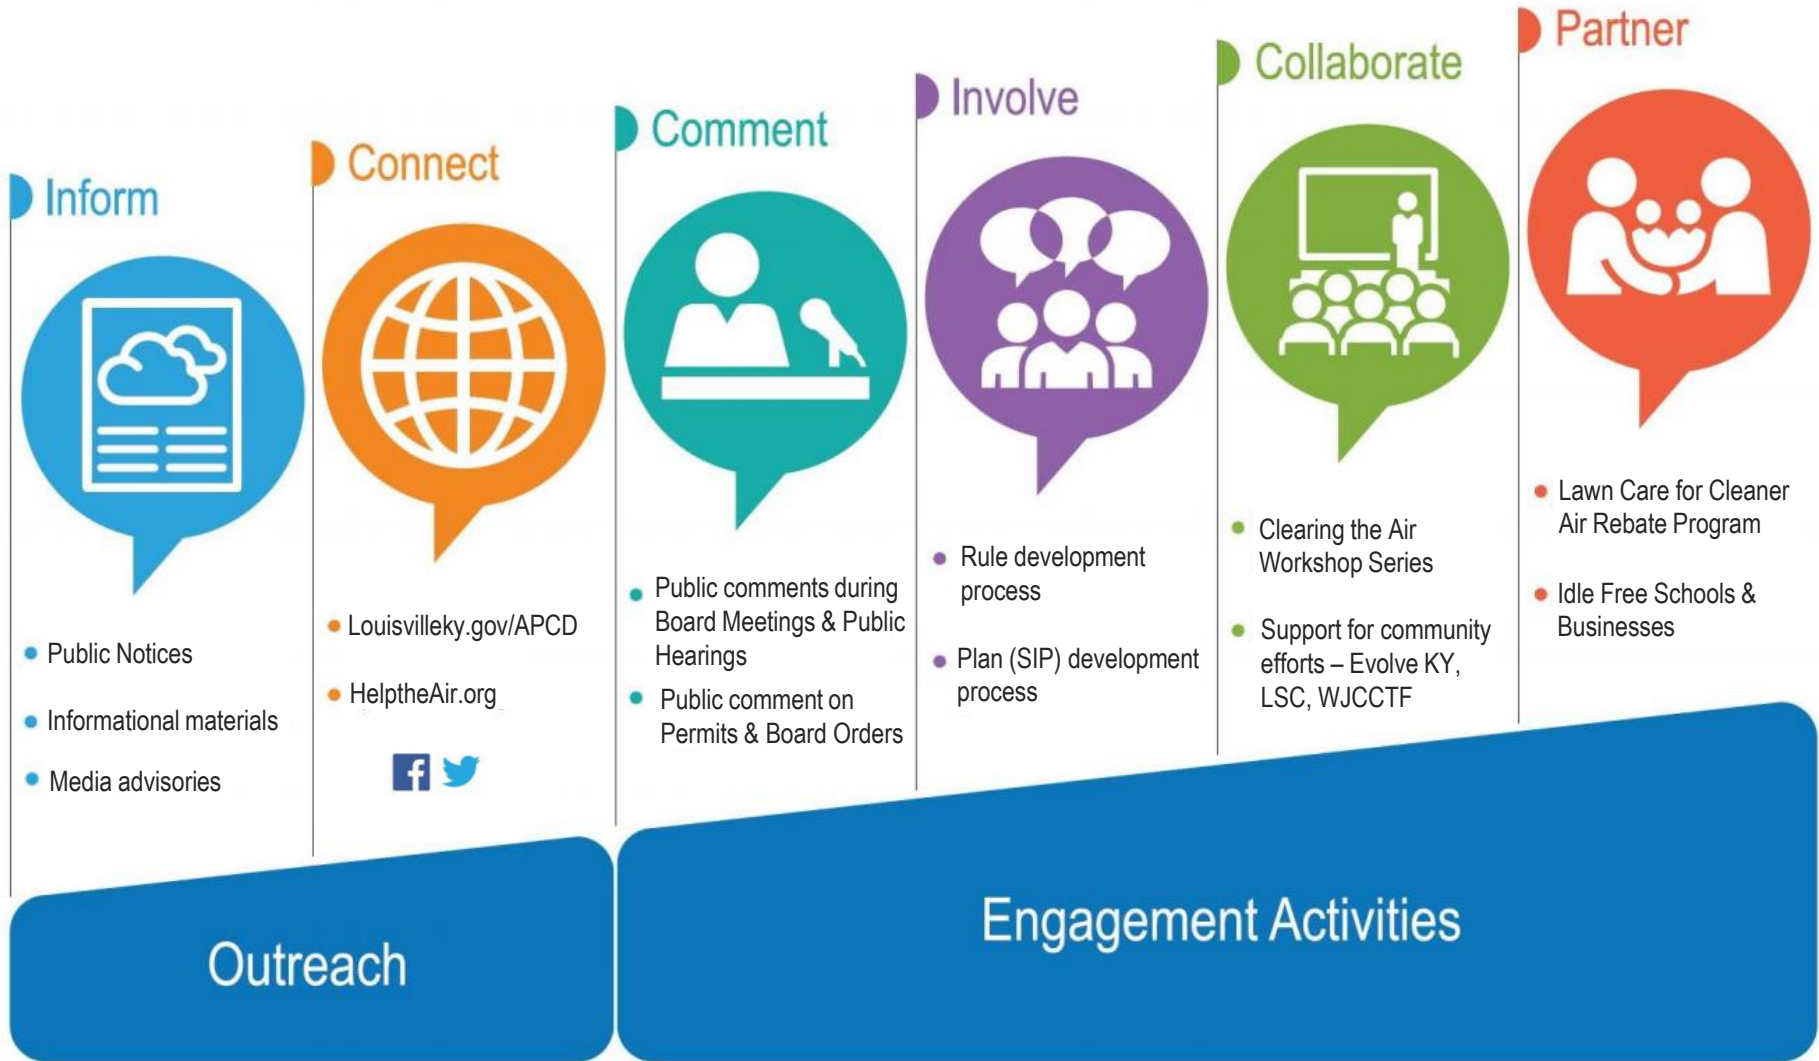 Inform
Public Notices
Informational materials
Media advisories
Connect
Louisvilleky.gov/APCD
HelptheAir.org
f
Comment
Public comments during
Board Meetings & Public
Hearings
Public comment on
Permits & Board Orders
Involve
Rule development
process
Plan (SIP) development
process
Collaborate
Clearing the Air
Workshop Series
Support for community
efforts – Evolve KY,
LSC, WJCCTF
Partner
Lawn Care for Cleaner
Air Rebate Program
Idle Free Schools &
Businesses
Outreach
Engagement Activities